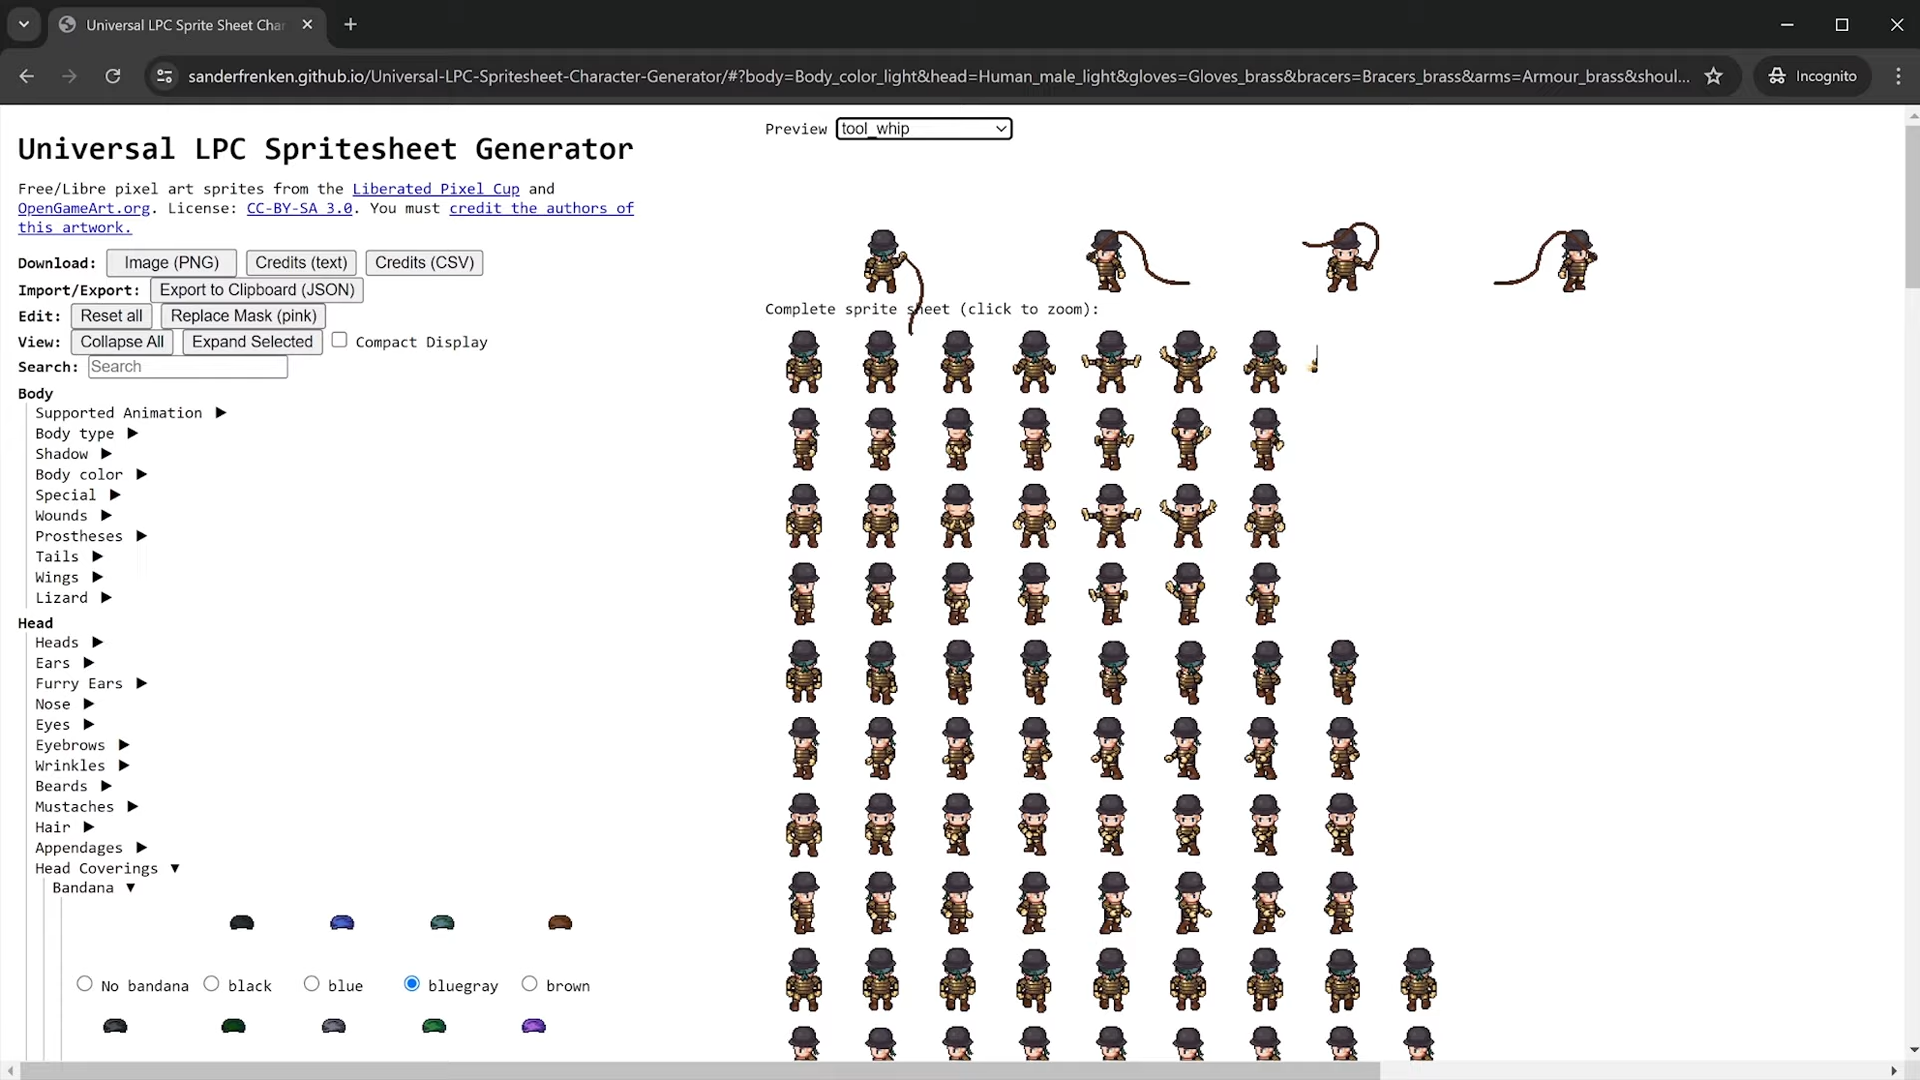 Universal LPC Sprite Sheet Cha
sanderfrenken.github.io/Universal-LPC-Spritesheet-Character-Generator/#?body=Body_color_light&head=Human_male_light&gloves=Gloves_brass&bracers=Bracers_brass&arms=Armour_brass&shoul...
Incognito
Universal LPC Spritesheet Generator
Free/Libre pixel art sprites from the Liberated Pixel Cup and
OpenGameArt.org. License: CC-BY-SA 3.0. You must credit the authors of
this artwork.
Download: Image (PNG) Credits (text) Credits (CSV)
Import/Export: Export to Clipboard (JSON)
Edit: Reset all Replace Mask (pink)
View: Collapse All Expand Selected Compact Display
Search: Search
Body
Supported Animation
Body type
Shadow
Body color
Special
Wounds
Prostheses
Tails
Wings
Lizard
Head
Heads
Ears
Furry Ears
Nose
Eyes
Eyebrows
Wrinkles
Beards
Mustaches
Hair
Appendages
Head Coverings
Bandana
No bandana black blue bluegray brown
Preview tool_whip
Complete sprite sheet (click to zoom):